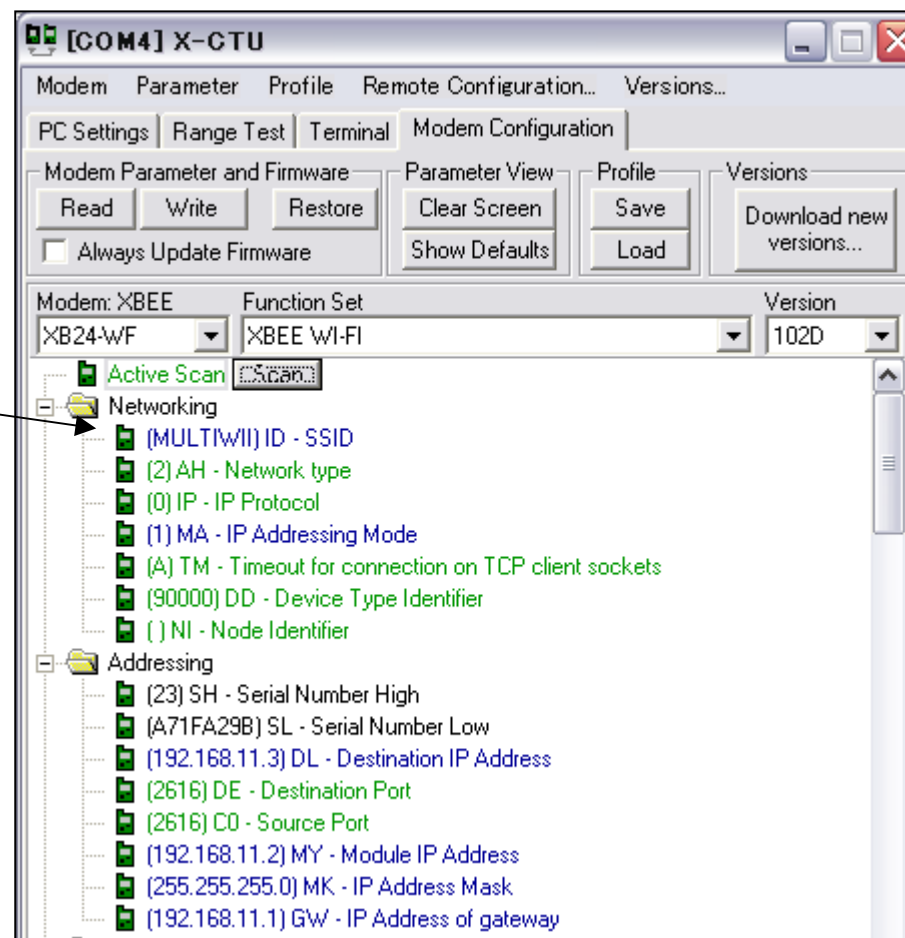 [COM4] X-CTU
Modem Parameter Profile Remote Configuration... Versions...
PC Settings Range Test Terminal Modem Configuration
Modem Parameter and Firmware Parameter View Profile Versions
Read Write Restore Clear Screen Save Download new versions...
Always Update Firmware Show Defaults Load
Modem: XBEE Function Set Version
XB24-WF XBEE WI-FI 102D
Active Scan Scan
Networking
(MULTIWII) ID - SSID
(2) AH - Network type
(0) IP - IP Protocol
(1) MA - IP Addressing Mode
(A) TM - Timeout for connection on TCP client sockets
(90000) DD - Device Type Identifier
( ) NI - Node Identifier
Addressing
(23) SH - Serial Number High
(A71FA29B) SL - Serial Number Low
(192.168.11.3) DL - Destination IP Address
(2616) DE - Destination Port
(2616) C0 - Source Port
(192.168.11.2) MY - Module IP Address
(255.255.255.0) MK - IP Address Mask
(192.168.11.1) GW - IP Address of gateway